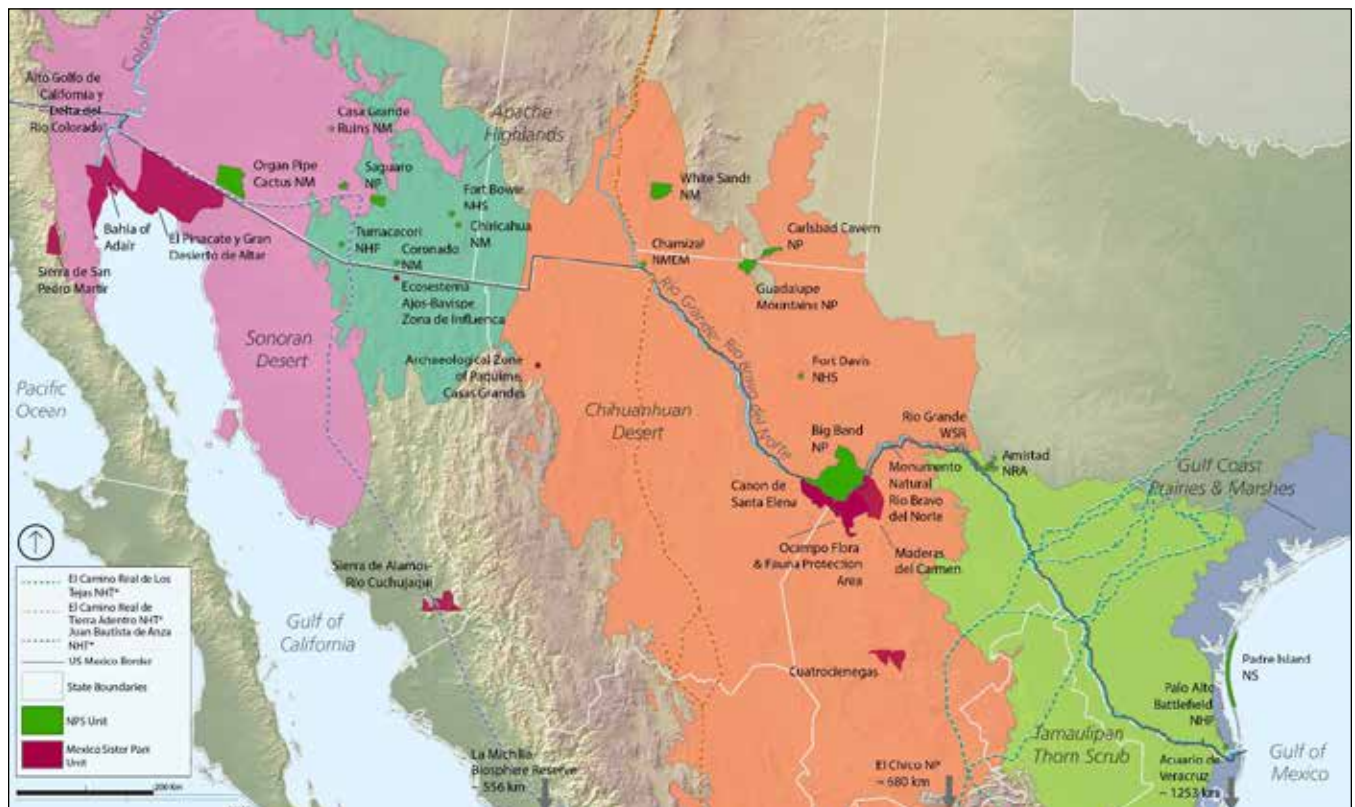 Colorado
Alto Golfo de
California y
Delta del
Rio Colorado
Casa Grande
Ruins NM
Apache
Highlands
Organ Pipe
Cactus NM
Saguaro
NP
Fort Bowie
NHS
White Sands
NM
Bahia of
Adair
El Pinacate y Gran
Desierto de Altar
Tumacacori
NHP
Coronado
NM
Chiricahua
NM
Chamizal
NMEM
Carlsbad Cavern
NP
Sierra de San
Pedro Martir
Ecosestema
Ajos-Bavispe
Zona de Influenca
Guadalupe
Mountains NP
Rio Grande
Rio Bravo del Norte
Sonoran
Desert
Archaeological Zone
of Paquime,
Casas Grandes
Fort Davis
NHS
Pacific
Ocean
Chihuanhuan
Desert
Big Bend
NP
Rio Grande
WSR
Amistad
NRA
Gulf Coast
Prairies & Marshes
Canon de
Santa Elena
Monumento
Natural
Rio Bravo
del Norte
Ocampo Flora
& Fauna Protection
Area
Maderas
del Carmen
Sierra de Alamos-
Rio Cuchujaqui
Gulf of
California
El Camino Real de Los
Tejas NHT*
El Camino Real de
Tierra Adentro NHT*
Juan Bautista de Anza
NHT*
US Mexico Border
State Boundaries
NPS Unit
Mexico Sister Park
Unit
200 Km
Cuatrocienegas
Padre Island
NS
Palo Alto
Battlefield
NHP
Tamaulipan
Thorn Scrub
La Michilia
Biosphere Reserve
~ 556 km
El Chico NP
~ 680 km
Acuario de
Veracruz
~ 1253 km
Gulf of
Mexico